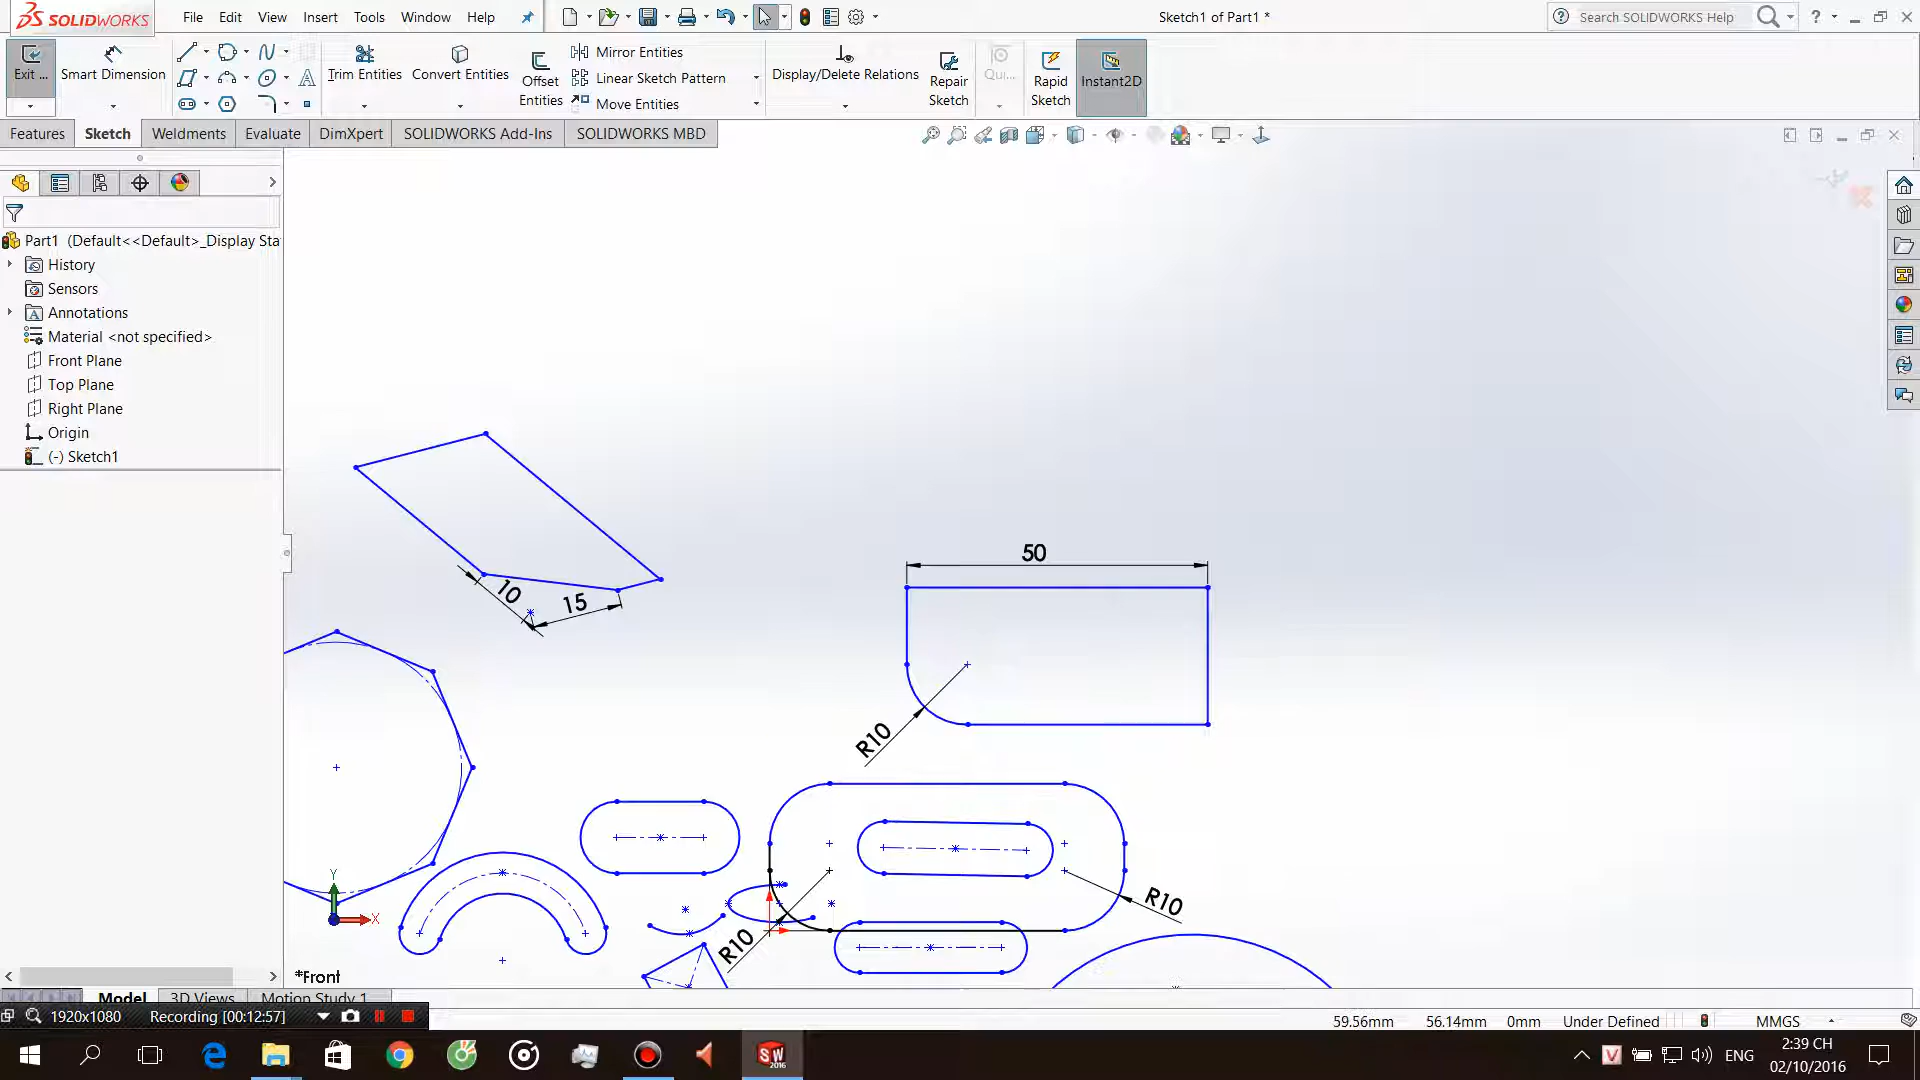 SOLIDWORKS
File Edit View Insert Tools Window Help
Sketch1 of Part1 *
Search SOLIDWORKS Help
Exit ...
Smart Dimension
Trim Entities
Convert Entities
Offset Entities
Mirror Entities
Linear Sketch Pattern
Move Entities
Display/Delete Relations
Repair Sketch
Qui...
Rapid Sketch
Instant2D
Features Sketch Weldments Evaluate DimXpert SOLIDWORKS Add-Ins SOLIDWORKS MBD
Part1 (Default<<Default>_Display Sta
History
Sensors
Annotations
Material <not specified>
Front Plane
Top Plane
Right Plane
Origin
(-) Sketch1
50
10
15
R10
R10
R10
Y
X
*Front
Model 3D Views Motion Study 1
1920x1080 Recording [00:12:57]
59.56mm 56.14mm 0mm Under Defined MMGS
SW 2016
ENG
2:39 CH
02/10/2016